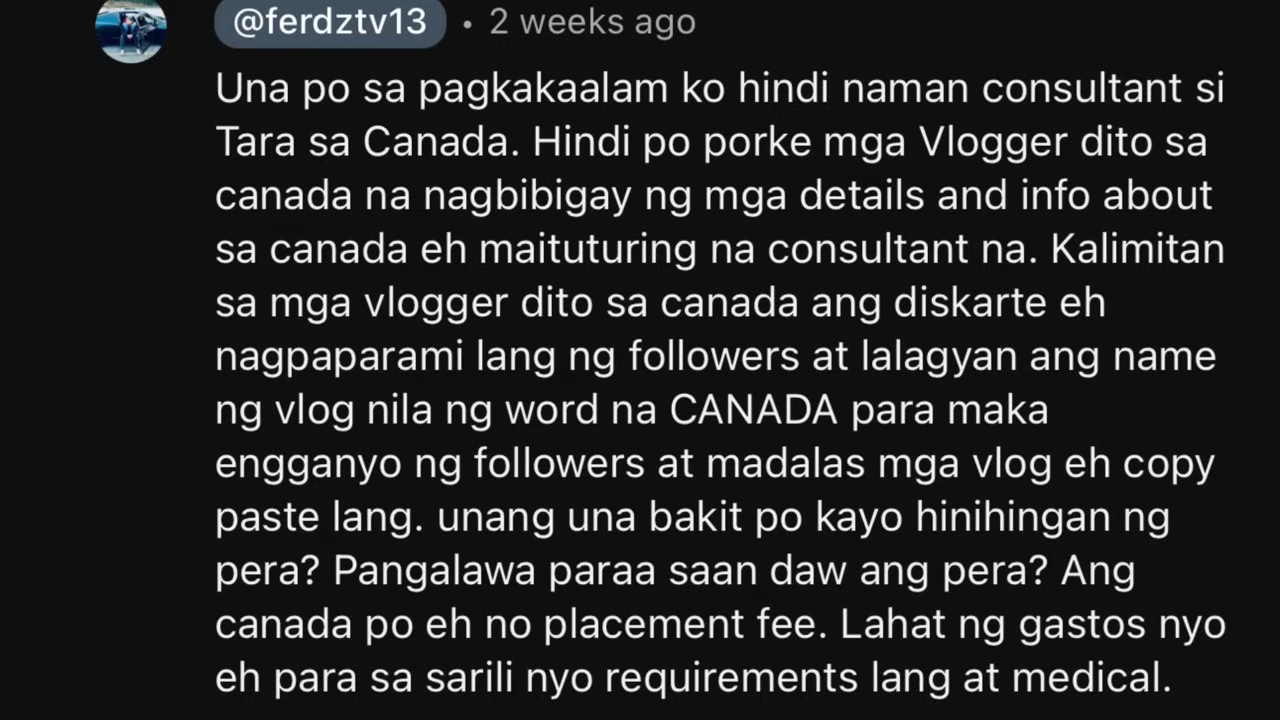 @ferdztv13 • 2 weeks ago
Una po sa pagkakaalam ko hindi naman consultant si
Tara sa Canada. Hindi po porke mga Vlogger dito sa
canada na nagbibigay ng mga details and info about
sa canada eh maituturing na consultant na. Kalimitan
sa mga vlogger dito sa canada ang diskarte eh
nagpaparami lang ng followers at lalagyan ang name
ng vlog nila ng word na CANADA para maka
engganyo ng followers at madalas mga vlog eh copy
paste lang. unang una bakit po kayo hinihingan ng
pera? Pangalawa paraa saan daw ang pera? Ang
canada po eh no placement fee. Lahat ng gastos nyo
eh para sa sarili nyo requirements lang at medical.